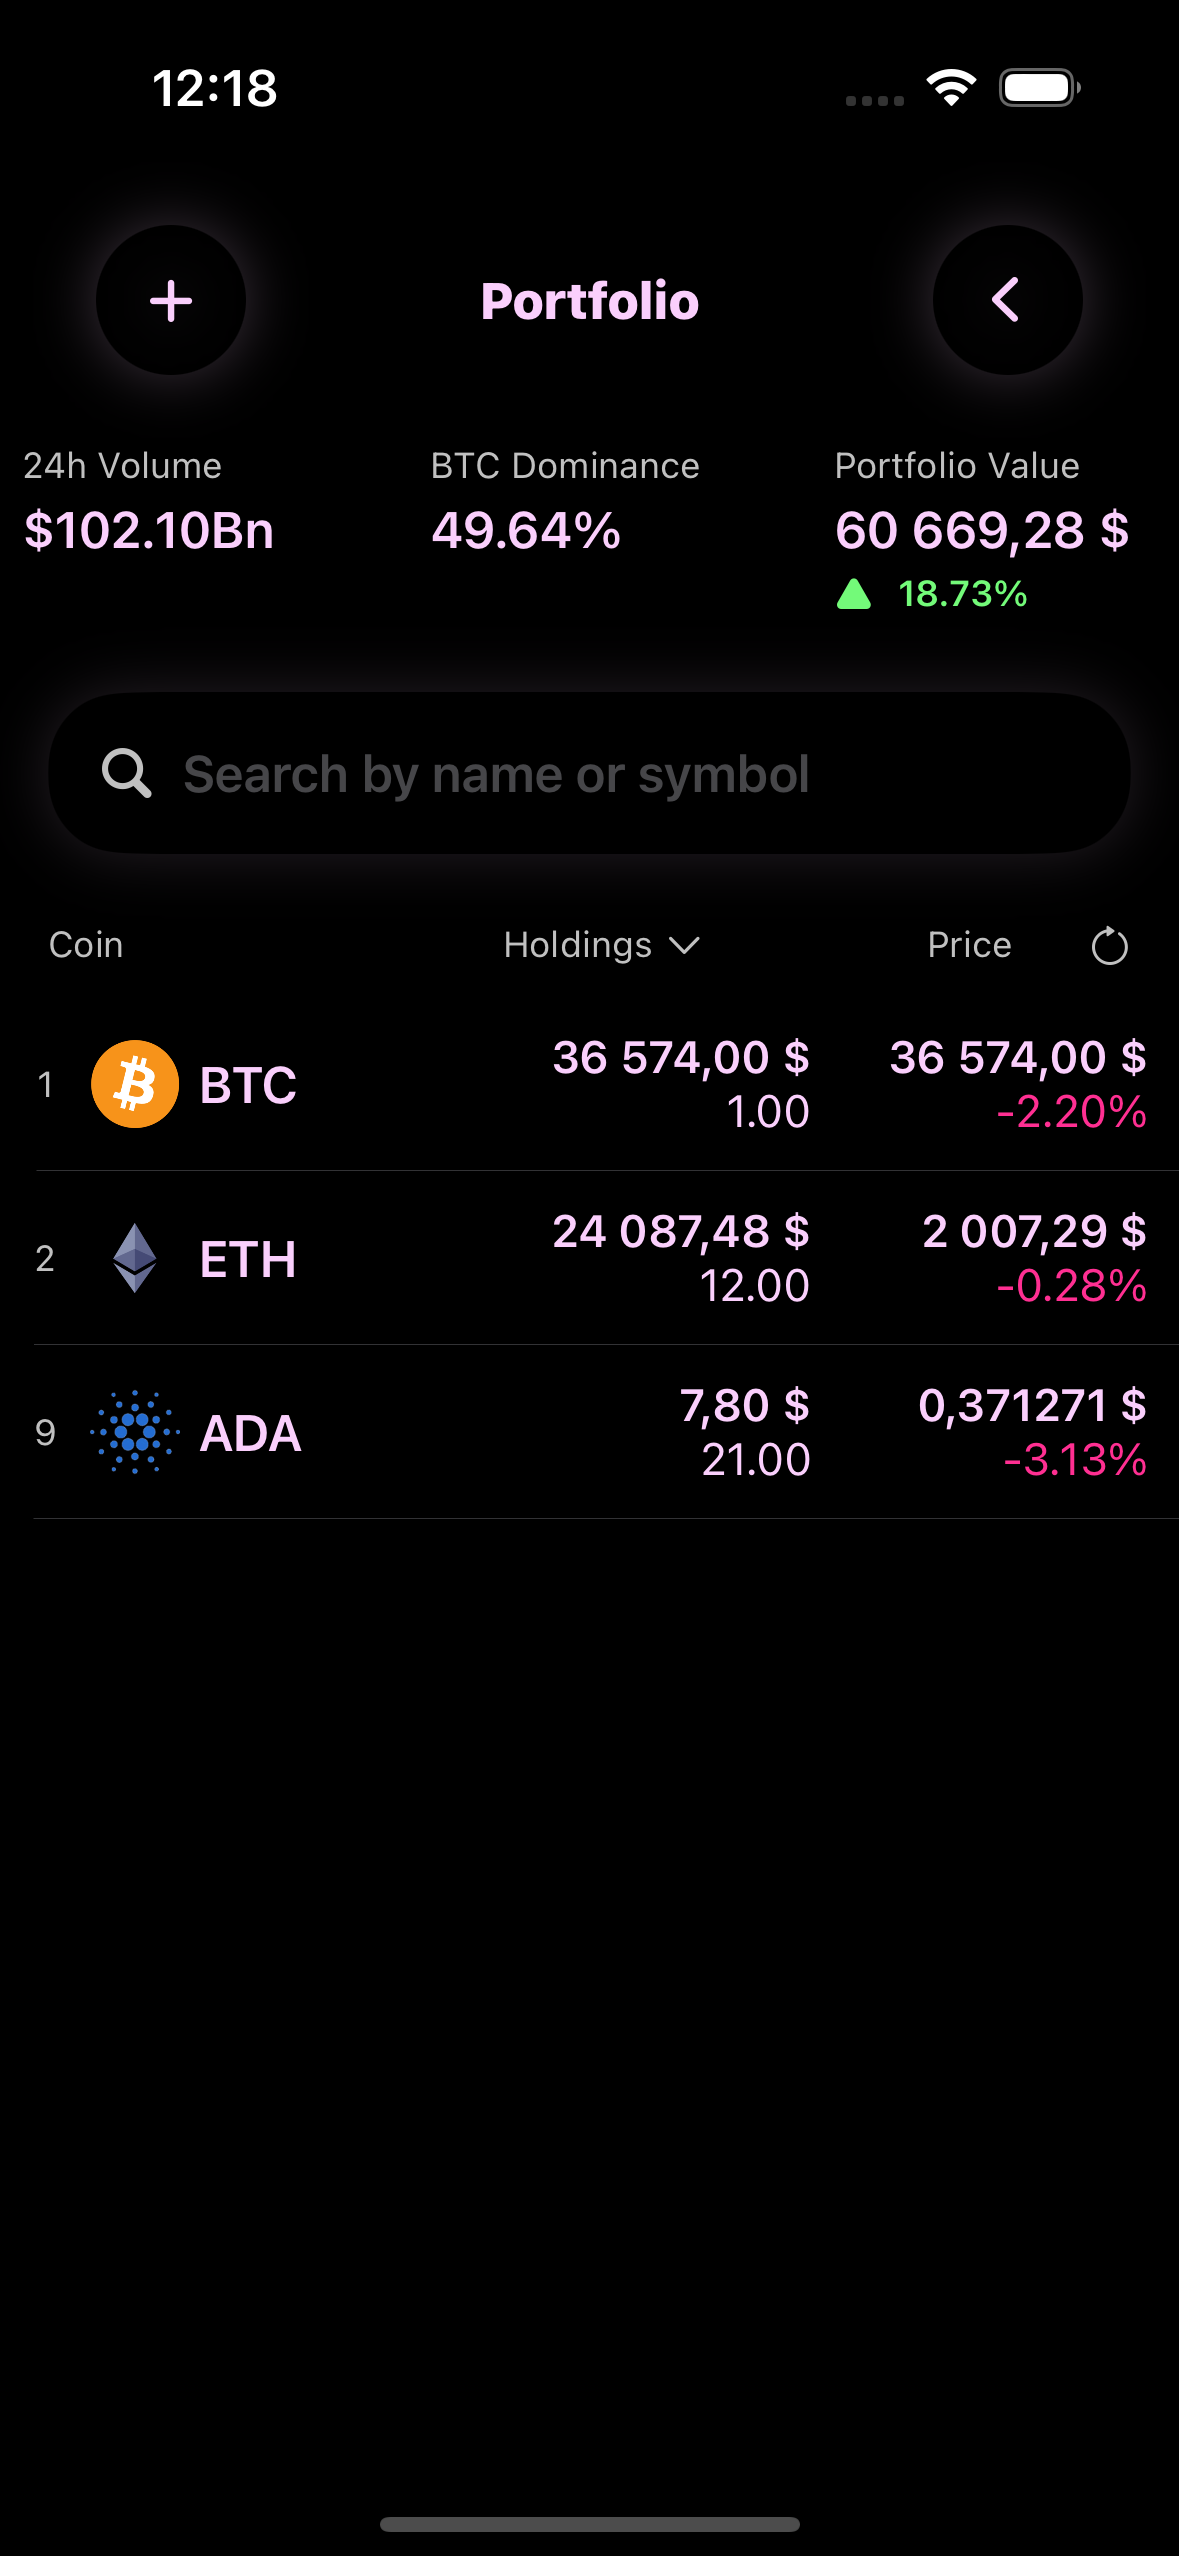 12:18
Portfolio
24h Volume
BTC Dominance
Portfolio Value
$102.10Bn
49.64%
60 669,28 $
18.73%
Search by name or symbol
Coin
Holdings
Price
1
BTC
36 574,00 $
36 574,00 $
1.00
-2.20%
2
ETH
24 087,48 $
2 007,29 $
12.00
-0.28%
9
ADA
7,80 $
0,371271 $
21.00
-3.13%